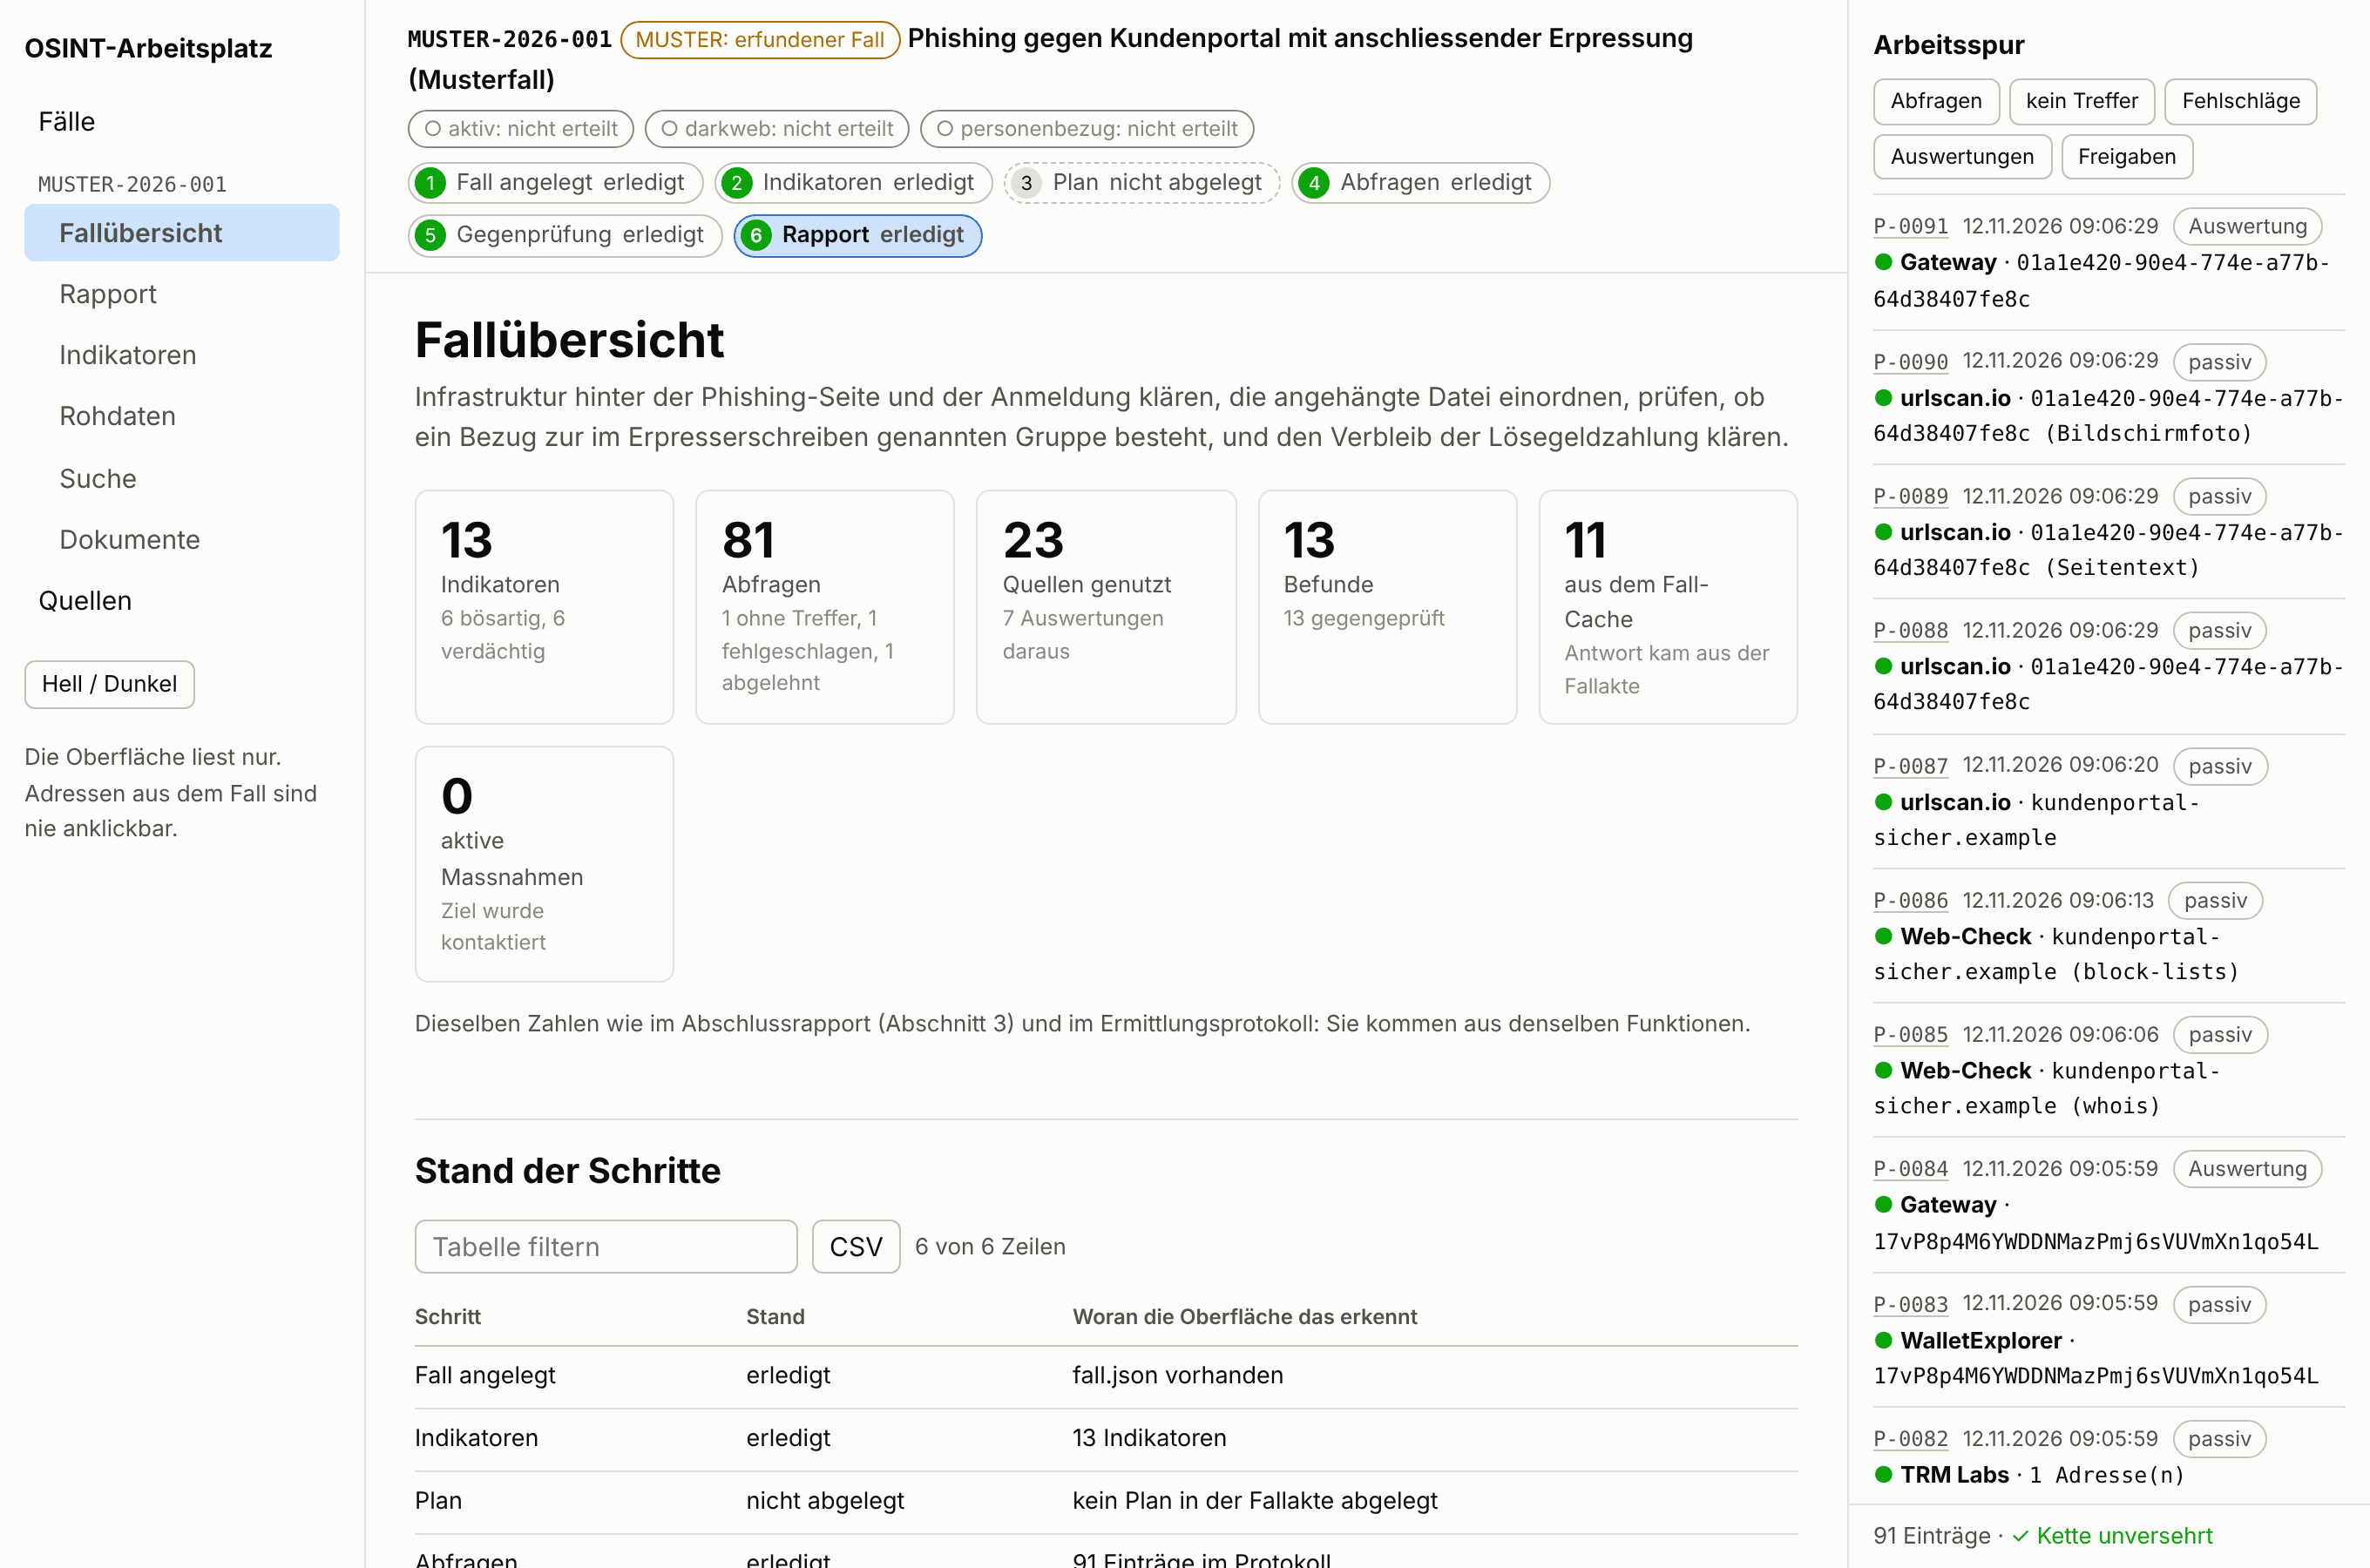 OSINT-Arbeitsplatz
Fälle
MUSTER-2026-001
Fallübersicht
Rapport
Indikatoren
Rohdaten
Suche
Dokumente
Quellen
Hell / Dunkel
Die Oberfläche liest nur.
Adressen aus dem Fall sind
nie anklickbar.
MUSTER-2026-001 MUSTER: erfundener Fall Phishing gegen Kundenportal mit anschliessender Erpressung
(Musterfall)
aktiv: nicht erteilt darkweb: nicht erteilt personenbezug: nicht erteilt
1 Fall angelegt erledigt 2 Indikatoren erledigt 3 Plan nicht abgelegt 4 Abfragen erledigt
5 Gegenprüfung erledigt 6 Rapport erledigt
Fallübersicht
Infrastruktur hinter der Phishing-Seite und der Anmeldung klären, die angehängte Datei einordnen, prüfen, ob
ein Bezug zur im Erpresserschreiben genannten Gruppe besteht, und den Verbleib der Lösegeldzahlung klären.
13
Indikatoren
6 bösartig, 6
verdächtig
81
Abfragen
1 ohne Treffer, 1
fehlgeschlagen, 1
abgelehnt
23
Quellen genutzt
7 Auswertungen
daraus
13
Befunde
13 gegengeprüft
11
aus dem Fall-
Cache
Antwort kam aus der
Fallakte
0
aktive
Massnahmen
Ziel wurde
kontaktiert
Dieselben Zahlen wie im Abschlussrapport (Abschnitt 3) und im Ermittlungsprotokoll: Sie kommen aus denselben Funktionen.
Stand der Schritte
Tabelle filtern CSV 6 von 6 Zeilen
Schritt Stand Woran die Oberfläche das erkennt
Fall angelegt erledigt fall.json vorhanden
Indikatoren erledigt 13 Indikatoren
Plan nicht abgelegt kein Plan in der Fallakte abgelegt
Abfragen erledigt 91 Einträge im Protokoll
Arbeitsspur
Abfragen kein Treffer Fehlschläge
Auswertungen Freigaben
P-0091 12.11.2026 09:06:29 Auswertung
Gateway · 01a1e420-90e4-774e-a77b-
64d38407fe8c
P-0090 12.11.2026 09:06:29 passiv
urlscan.io · 01a1e420-90e4-774e-a77b-
64d38407fe8c (Bildschirmfoto)
P-0089 12.11.2026 09:06:29 passiv
urlscan.io · 01a1e420-90e4-774e-a77b-
64d38407fe8c (Seitentext)
P-0088 12.11.2026 09:06:29 passiv
urlscan.io · 01a1e420-90e4-774e-a77b-
64d38407fe8c
P-0087 12.11.2026 09:06:20 passiv
urlscan.io · kundenportal-
sicher.example
P-0086 12.11.2026 09:06:13 passiv
Web-Check · kundenportal-
sicher.example (block-lists)
P-0085 12.11.2026 09:06:06 passiv
Web-Check · kundenportal-
sicher.example (whois)
P-0084 12.11.2026 09:05:59 Auswertung
Gateway ·
17vP8p4M6YWDDNMazPmj6sVUVmXn1qo54L
P-0083 12.11.2026 09:05:59 passiv
WalletExplorer ·
17vP8p4M6YWDDNMazPmj6sVUVmXn1qo54L
P-0082 12.11.2026 09:05:59 passiv
TRM Labs · 1 Adresse(n)
91 Einträge · ✓ Kette unversehrt